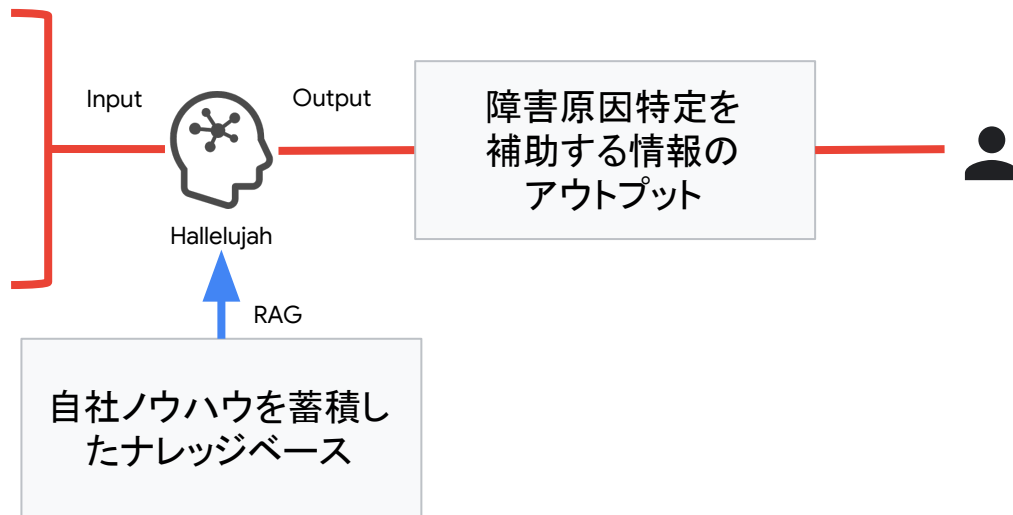 Input
Output
障害原因特定を
補助する情報の
アウトプット
Hallelujah
RAG
自社ノウハウを蓄積し
たナレッジベース